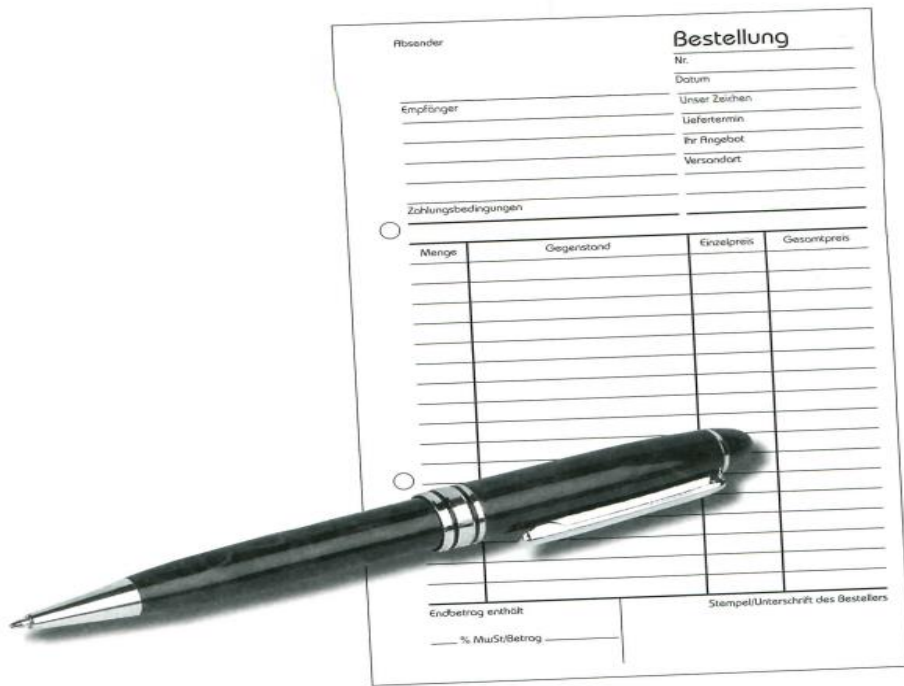 Absender
Bestellung
Nr.
Datum
Empfänger
Unser Zeichen
Liefertermin
Ihr Angebot
Versandart
Zahlungsbedingungen
Menge Gegenstand Einzelpreis Gesamtpreis
Endbetrag enthält Stempel/Unterschrift des Bestellers
% MwSt/Betrag